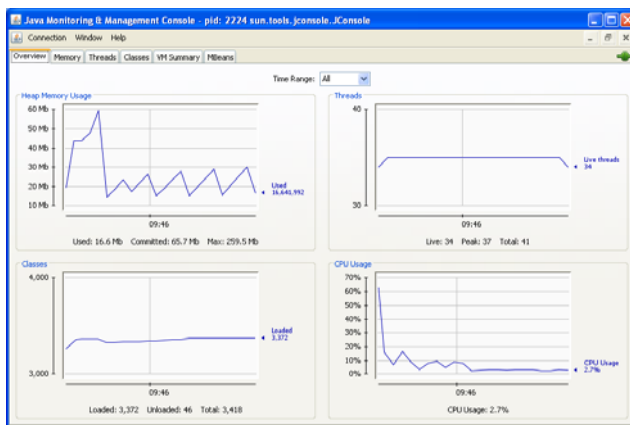 Java Monitoring & Management Console - pid: 2224 sun.tools.jconsole.JConsole
Connection Window Help
Overview Memory Threads Classes VM Summary MBeans
Time Range: All
Heap Memory Usage
60 Mb
50 Mb
40 Mb
30 Mb
20 Mb
10 Mb
Used
16,641,992
09:46
Used: 16.6 Mb Committed: 65.7 Mb Max: 259.5 Mb
Threads
40
30
Live threads
34
09:46
Live: 34 Peak: 37 Total: 41
Classes
4,000
3,000
Loaded
3,372
09:46
Loaded: 3,372 Unloaded: 46 Total: 3,418
CPU Usage
70%
60%
50%
40%
30%
20%
10%
0%
CPU Usage
2.7%
09:46
CPU Usage: 2.7%